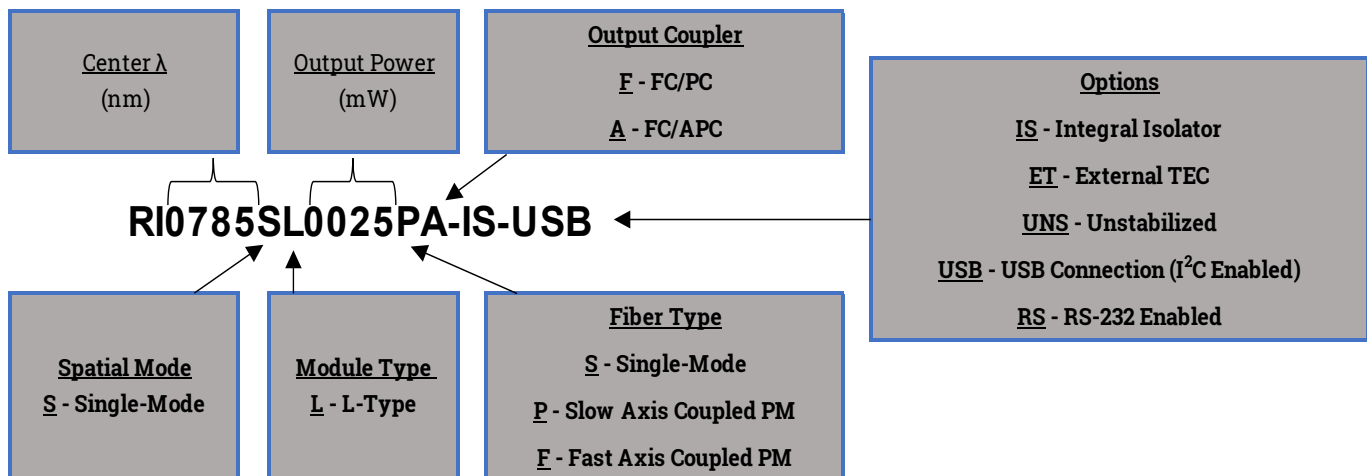 Center λ
(nm)
Output Power
(mW)
Output Coupler
F - FC/PC
A - FC/APC
Options
IS - Integral Isolator
ET - External TEC
UNS - Unstabilized
USB - USB Connection (I²C Enabled)
RS - RS-232 Enabled
RI0785SL0025PA-IS-USB
Spatial Mode
S - Single-Mode
Module Type
L - L-Type
Fiber Type
S - Single-Mode
P - Slow Axis Coupled PM
F - Fast Axis Coupled PM